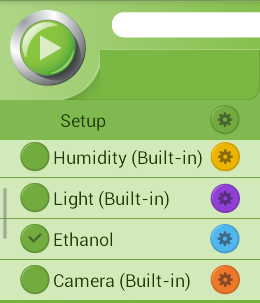 Setup
Humidity (Built-in)
Light (Built-in)
Ethanol
Camera (Built-in)